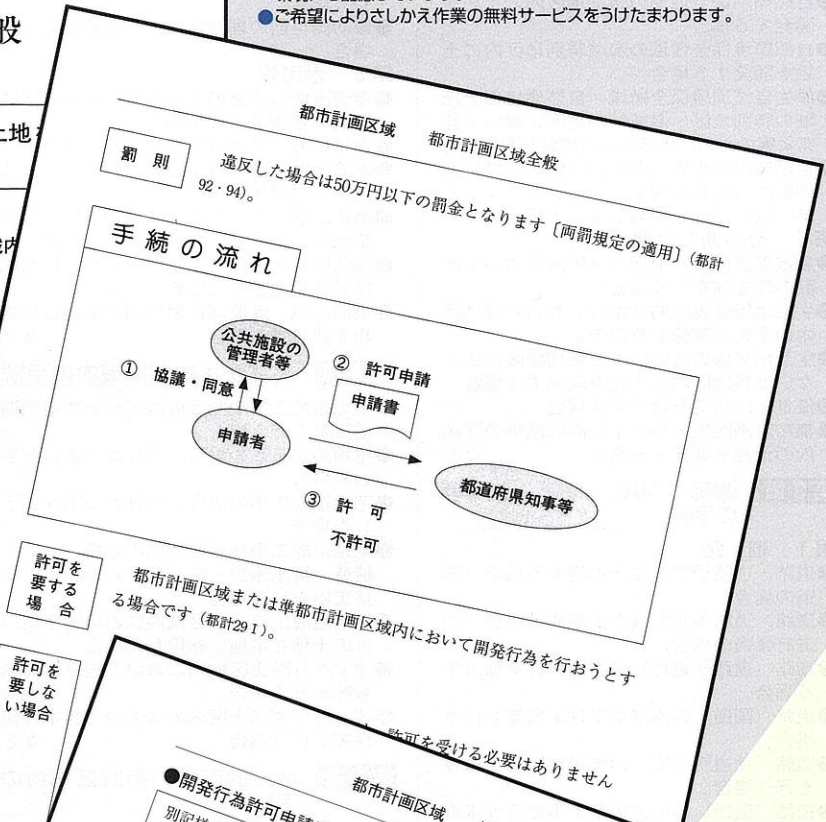 ●ご希望によりさしかえ作業の無料サービスをうけたまわります。
般
土地
都市計画区域 都市計画区域全般
罰則
違反した場合は50万円以下の罰金となります〔両罰規定の適用〕(都計
92・94)。
手続の流れ
公共施設の
管理者等
① 協議・同意
② 許可申請
申請書
申請者
都道府県知事等
③ 許可
不許可
許可を
要する
場合
都市計画区域または準都市計画区域内において開発行為を行おうとす
る場合です(都計29①)。
許可を
要しな
い場合
許可を受ける必要はありません
都市計画区域
●開発行為許可申請